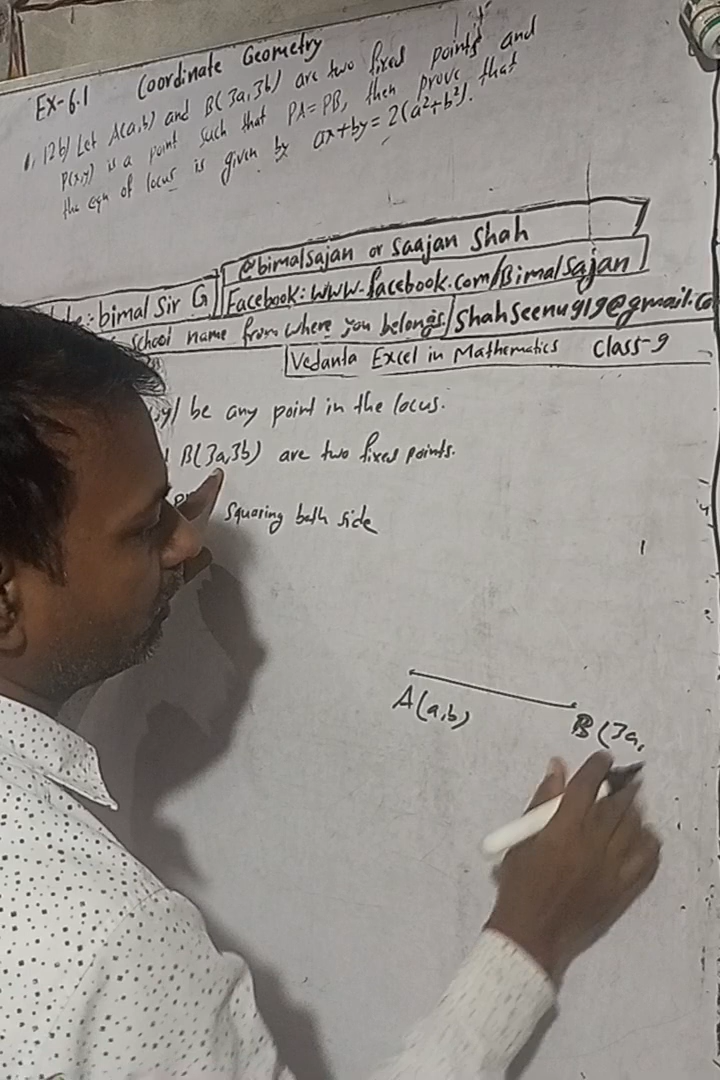 Ex-6.1 Coordinate Geometry
12b) Let A(a,b) and B(3a,3b) are two fixed points and
P(x,y) is a point such that PA=PB, then prove that
the eqn of locus is given by ax+by=2(a²+b²).
@bimalsajan or Saajan Shah
:-bimal Sir G Facebook: www.facebook.com/Bimalsajan
school name from where you belongs. Shahseenu919@gmail.co
Vedanta Excel in Mathematics Class-9
y) be any point in the locus.
B(3a,3b) are two fixed points.
Squaring both side
A(a,b)
B(3a,